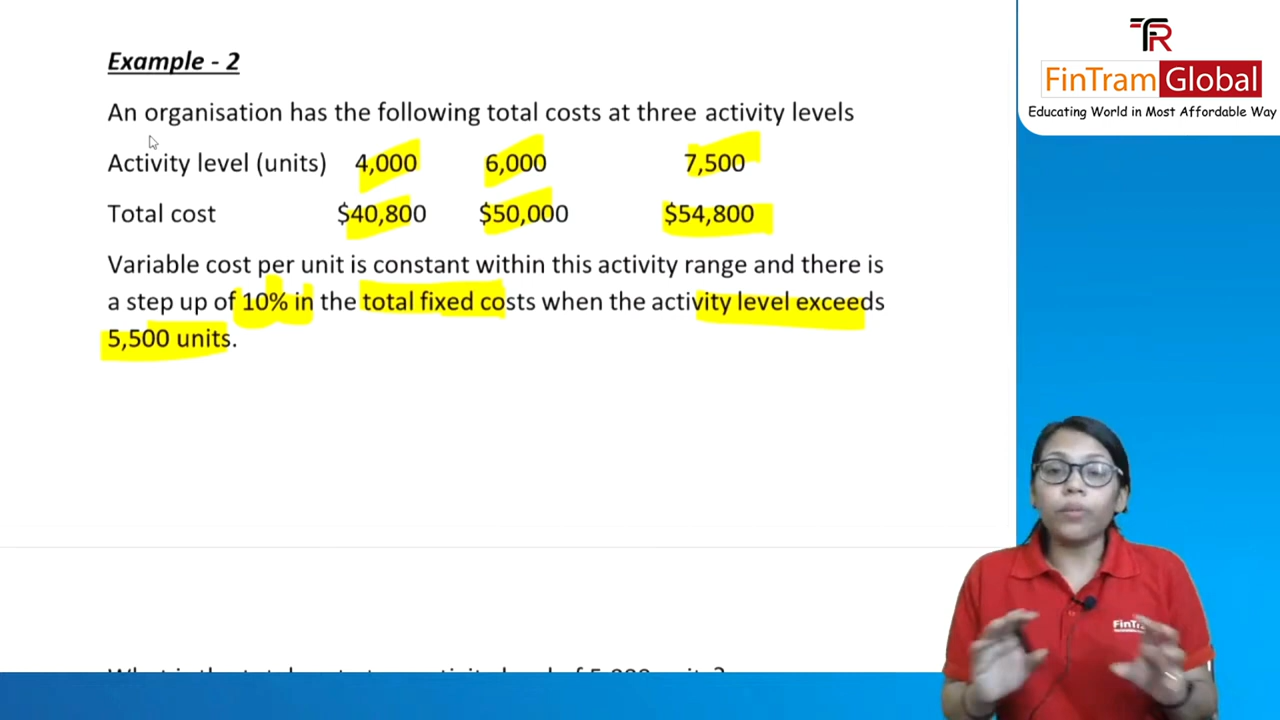 Example - 2
An organisation has the following total costs at three activity levels
Activity level (units) 4,000 6,000 7,500
Total cost $40,800 $50,000 $54,800
Variable cost per unit is constant within this activity range and there is
a step up of 10% in the total fixed costs when the activity level exceeds
5,500 units.
TR
FinTram Global
Educating World in Most Affordable Way
FinTr